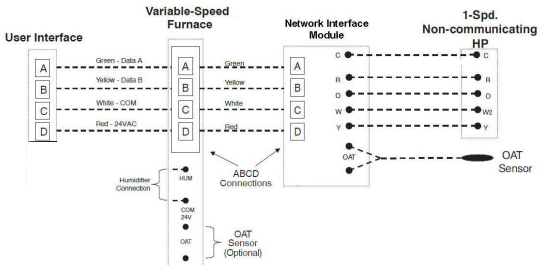 User Interface
Variable-Speed
Furnace
Network Interface
Module
1-Spd.
Non-communicating
HP
A
B
C
D
Green - Data A
Yellow - Data B
White - COM
Red - 24VAC
A
B
C
D
Green
Yellow
White
Red
A
B
C
D
C
R
O
W
Y
C
R
O
W2
Y
OAT
OAT
Sensor
ABCD
Connections
Humidifier
Connection
HUM
COM
24V
OAT
OAT
Sensor
(Optional)